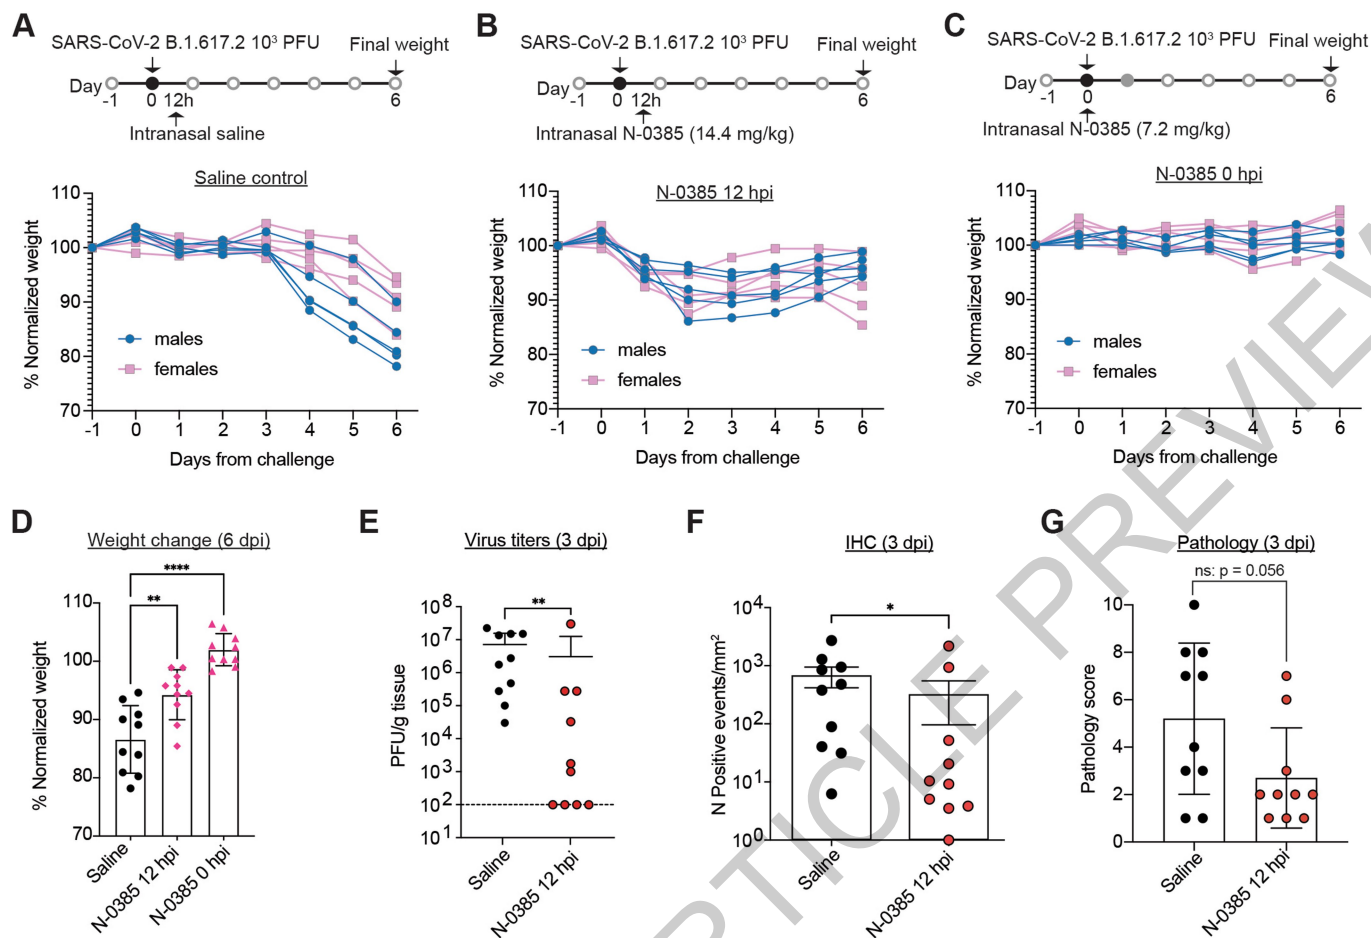 A
SARS-CoV-2 B.1.617.2 10³ PFU
Final weight
Day
-1 0 12h 6
Intranasal saline
Saline control
110
100
90
80
70
% Normalized weight
males
females
-1 0 1 2 3 4 5 6
Days from challenge
B
SARS-CoV-2 B.1.617.2 10³ PFU
Final weight
Day
-1 0 12h 6
Intranasal N-0385 (14.4 mg/kg)
N-0385 12 hpi
110
100
90
80
70
% Normalized weight
males
females
-1 0 1 2 3 4 5 6
Days from challenge
C
SARS-CoV-2 B.1.617.2 10³ PFU
Final weight
Day
-1 0 6
Intranasal N-0385 (7.2 mg/kg)
N-0385 0 hpi
110
100
90
80
70
% Normalized weight
males
females
-1 0 1 2 3 4 5 6
Days from challenge
D
Weight change (6 dpi)
****
**
110
100
90
80
70
% Normalized weight
Saline
N-0385 12 hpi
N-0385 0 hpi
E
Virus titers (3 dpi)
**
10⁸
10⁷
10⁶
10⁵
10⁴
10³
10²
10¹
PFU/g tissue
Saline
N-0385 12 hpi
F
IHC (3 dpi)
*
10⁴
10³
10²
10¹
10⁰
N Positive events/mm²
Saline
N-0385 12 hpi
G
Pathology (3 dpi)
ns: p = 0.056
10
8
6
4
2
0
Pathology score
Saline
N-0385 12 hpi
RTICLE PREVIEW